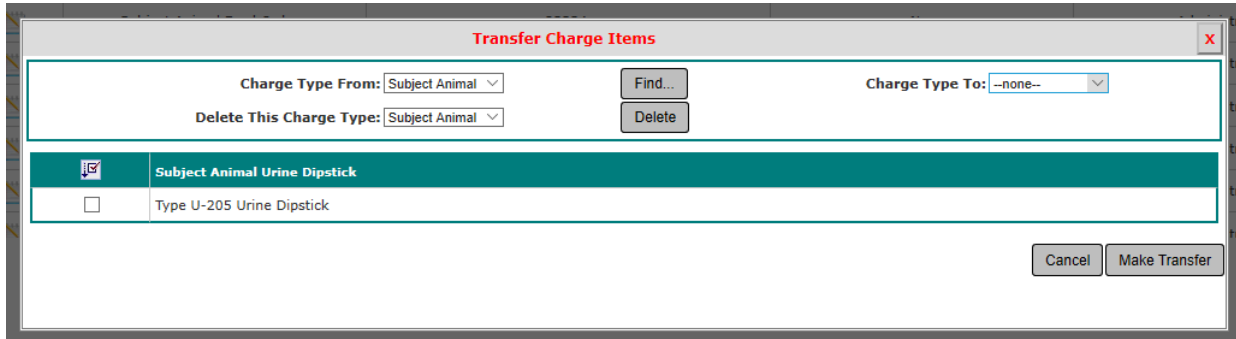 Transfer Charge Items
X
Charge Type From: Subject Animal Find... Charge Type To: --none--
Delete This Charge Type: Subject Animal Delete
Subject Animal Urine Dipstick
Type U-205 Urine Dipstick
Cancel Make Transfer